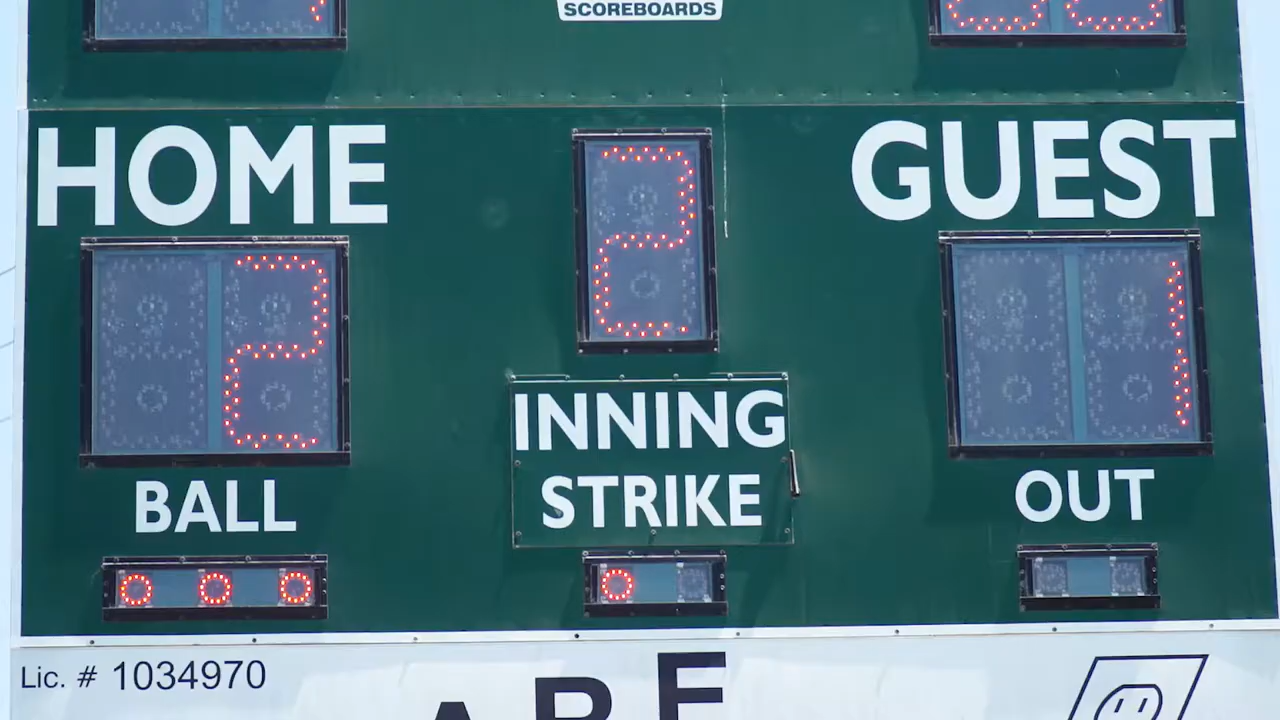 SCOREBOARDS
HOME
2
GUEST
2
1
INNING
STRIKE
BALL
OUT
Lic. # 1034970